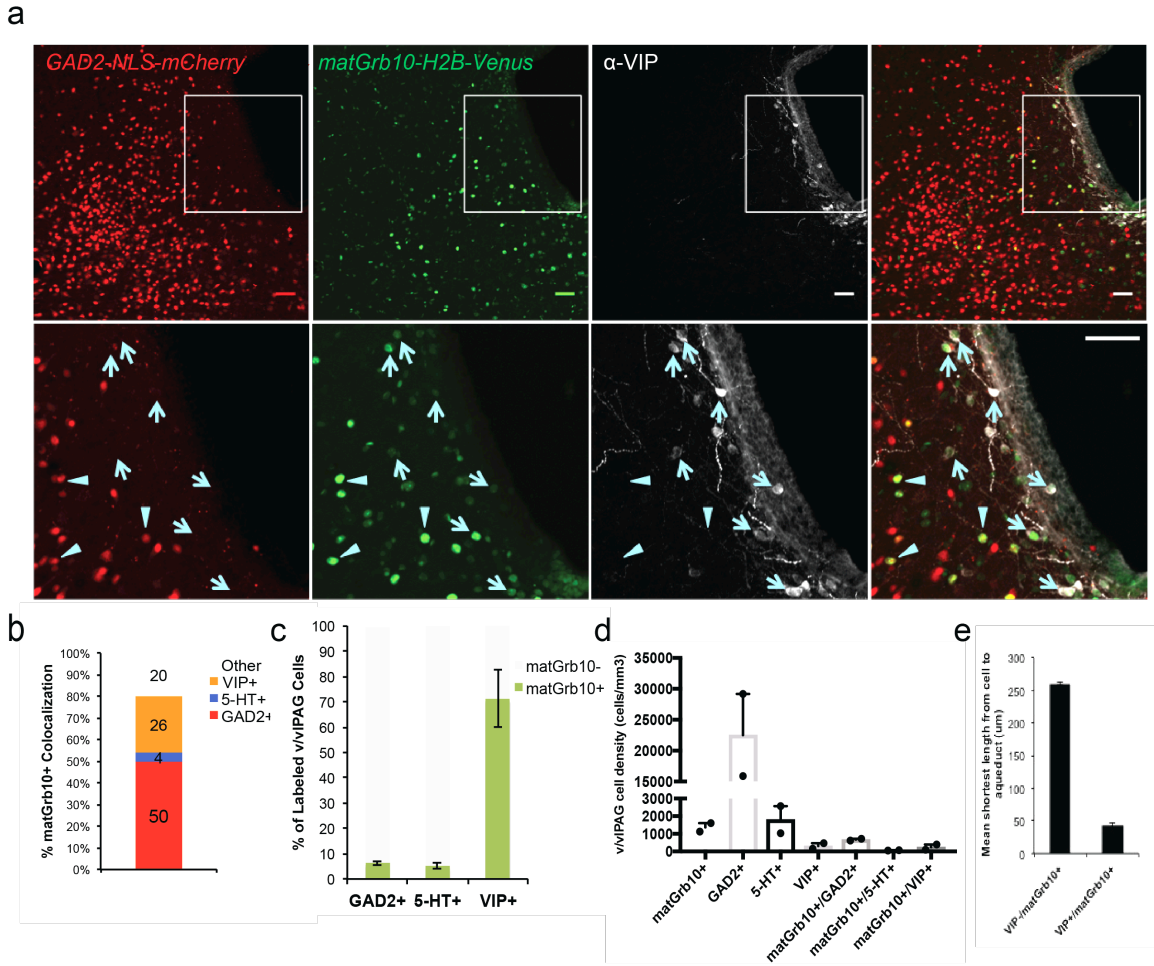 a
GAD2-NLS-mCherry
matGrb10-H2B-Venus
α-VIP
b
% matGrb10+ Colocalization
100%
90%
80%
70%
60%
50%
40%
30%
20%
10%
0%
20
26
4
50
Other
VIP+
5-HT+
GAD2+
c
% of Labeled v/vlPAG Cells
100
90
80
70
60
50
40
30
20
10
0
GAD2+
5-HT+
VIP+
matGrb10-
matGrb10+
d
v/vlPAG cell density (cells/mm3)
35000
30000
25000
20000
15000
3000
2000
1000
0
matGrb10+
GAD2+
5-HT+
VIP+
matGrb10+/GAD2+
matGrb10+/5-HT+
matGrb10+/VIP+
e
Mean shortest length from cell to
aqueduct (um)
300
250
200
150
100
50
0
VIP-/matGrb10+
VIP+/matGrb10+